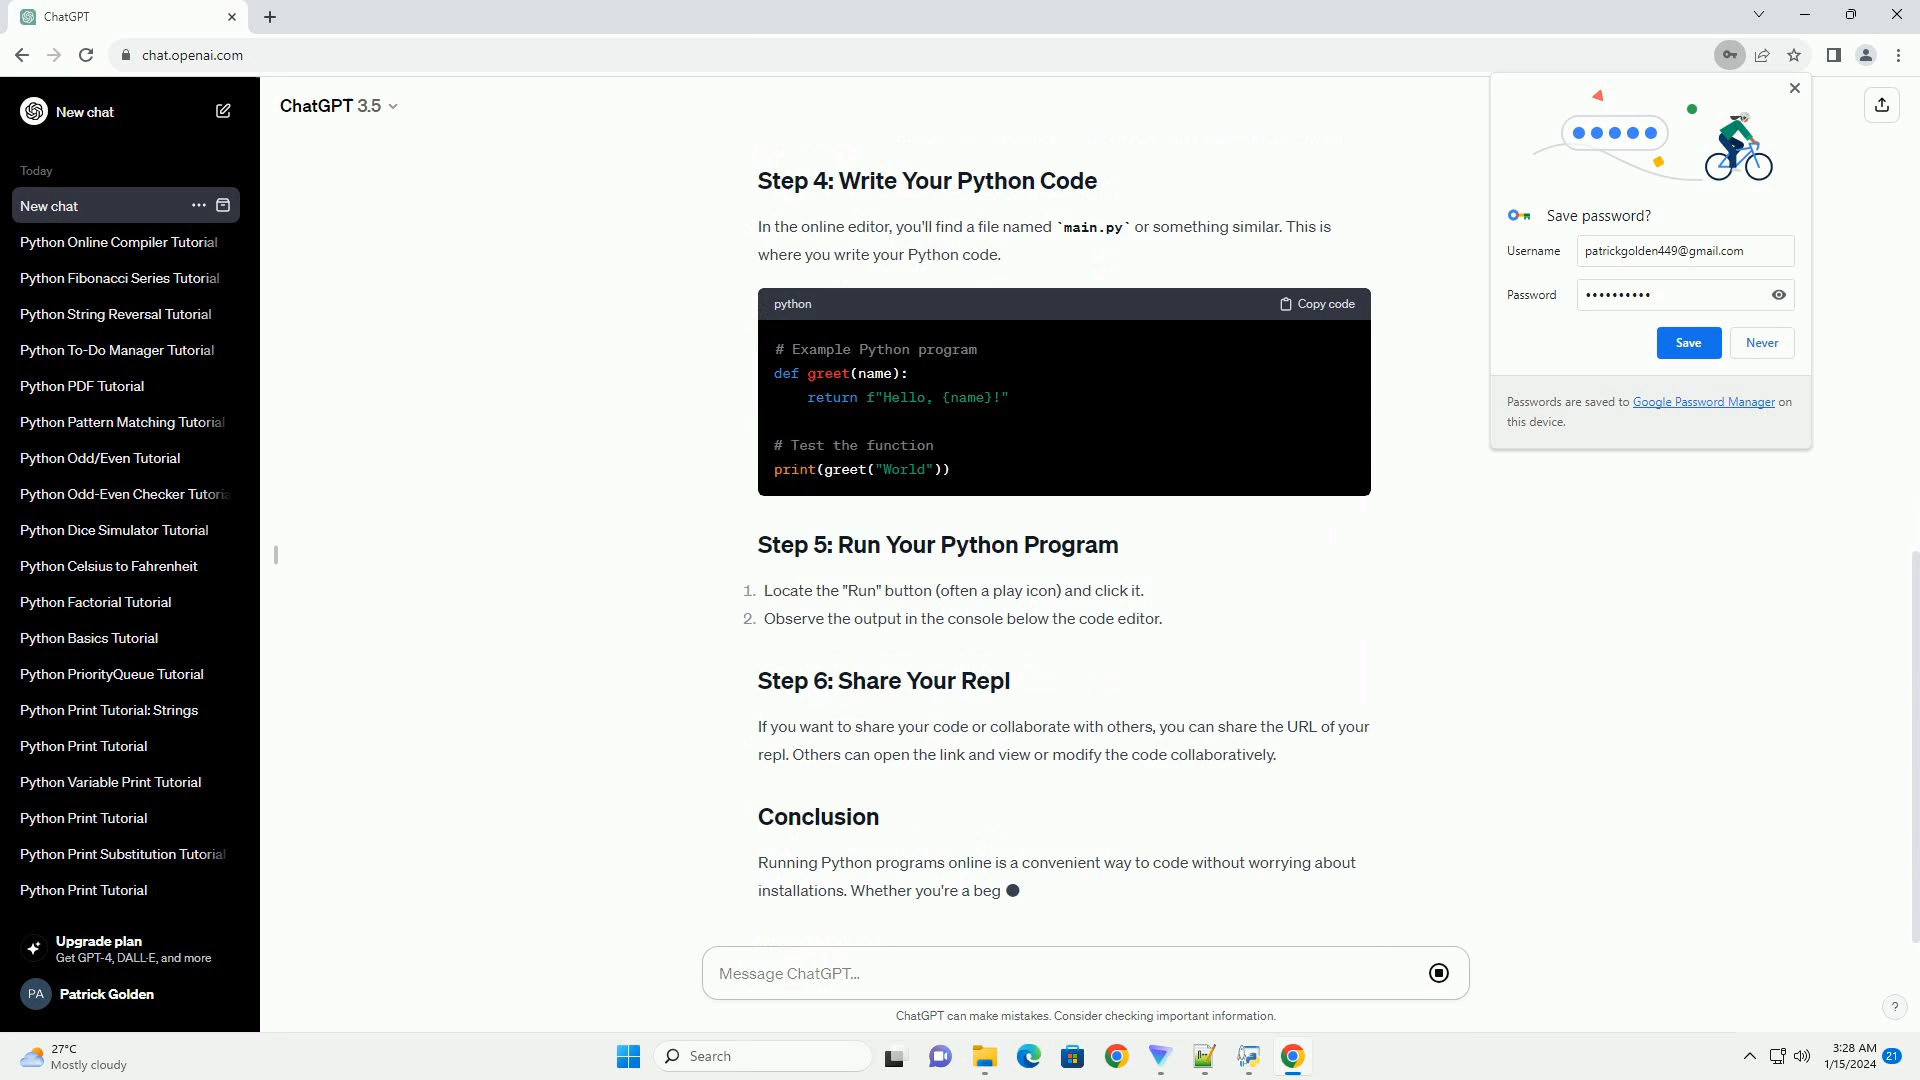 ChatGPT
chat.openai.com
New chat
Today
New chat
Python Online Compiler Tutorial
Python Fibonacci Series Tutorial
Python String Reversal Tutorial
Python To-Do Manager Tutorial
Python PDF Tutorial
Python Pattern Matching Tutorial
Python Odd/Even Tutorial
Python Odd-Even Checker Tutoria
Python Dice Simulator Tutorial
Python Celsius to Fahrenheit
Python Factorial Tutorial
Python Basics Tutorial
Python PriorityQueue Tutorial
Python Print Tutorial: Strings
Python Print Tutorial
Python Variable Print Tutorial
Python Print Tutorial
Python Print Substitution Tutorial
Python Print Tutorial
Upgrade plan
Get GPT-4, DALL·E, and more
PA Patrick Golden
ChatGPT 3.5
Step 4: Write Your Python Code
In the online editor, you'll find a file named `main.py` or something similar. This is
where you write your Python code.
python Copy code
# Example Python program
def greet(name):
    return f"Hello, {name}!"
# Test the function
print(greet("World"))
Step 5: Run Your Python Program
1. Locate the "Run" button (often a play icon) and click it.
2. Observe the output in the console below the code editor.
Step 6: Share Your Repl
If you want to share your code or collaborate with others, you can share the URL of your
repl. Others can open the link and view or modify the code collaboratively.
Conclusion
Running Python programs online is a convenient way to code without worrying about
installations. Whether you're a beg
Message ChatGPT...
ChatGPT can make mistakes. Consider checking important information.
?
Save password?
Username patrickgolden449@gmail.com
Password ••••••••••
Save Never
Passwords are saved to Google Password Manager on
this device.
27°C
Mostly cloudy
Search
3:28 AM
1/15/2024
21